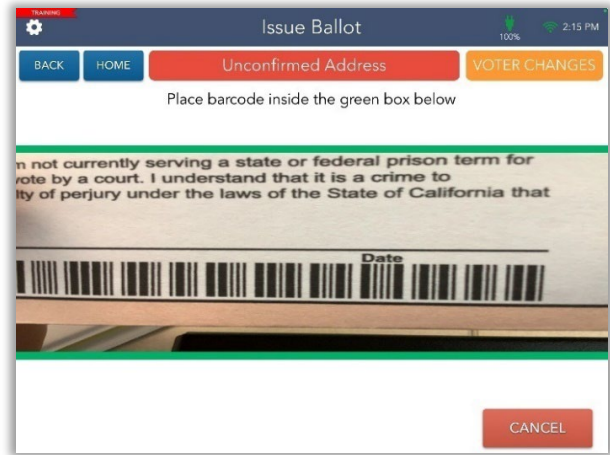 TRAINING
Issue Ballot
100%
2:15 PM
BACK
HOME
Unconfirmed Address
VOTER CHANGES
Place barcode inside the green box below
n not currently serving a state or federal prison term for
vote by a court. I understand that it is a crime to
lty of perjury under the laws of the State of California that
Date
CANCEL